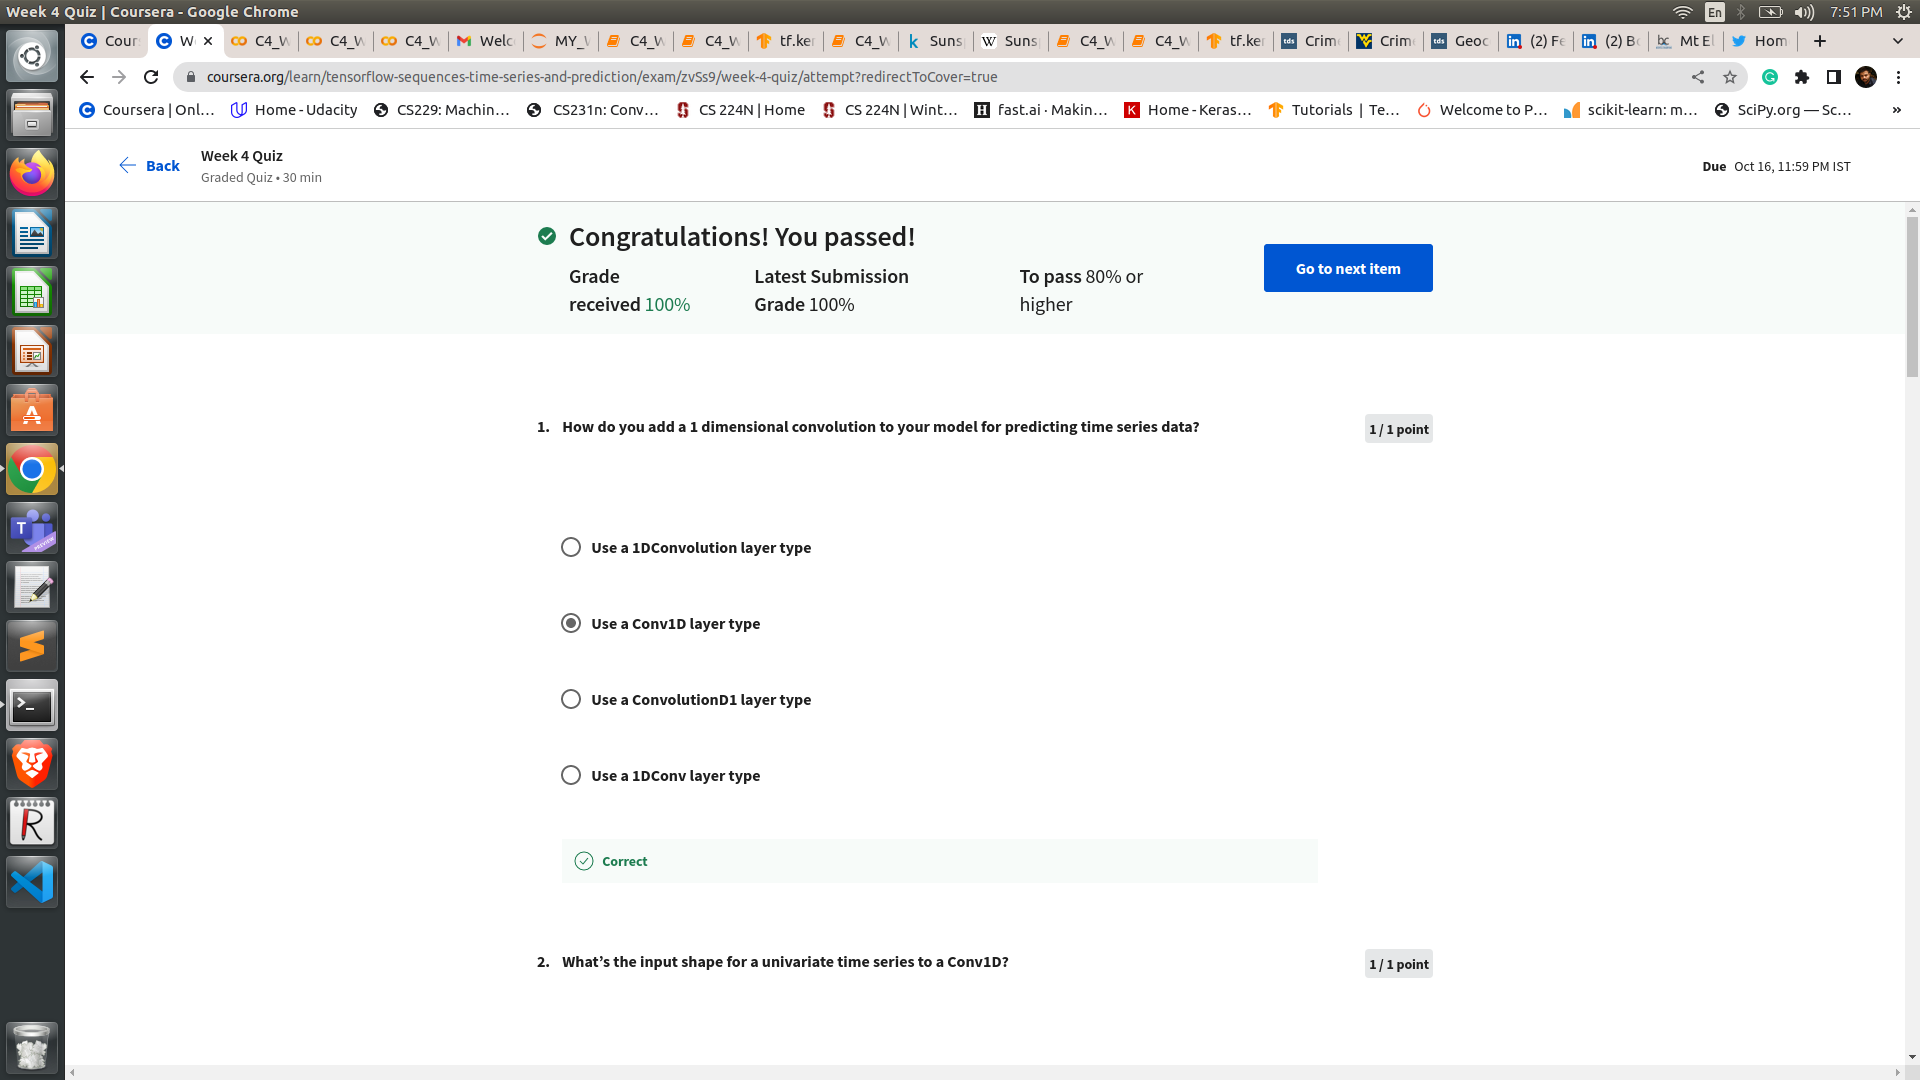 Week 4 Quiz | Coursera - Google Chrome
En
7:51 PM
Cour
W
C4_W
C4_W
C4_W
Welc
MY_
C4_W
C4_W
tf.ker
C4_W
Suns
Suns
C4_W
C4_W
tf.ker
Crim
Crim
Geoc
(2) Fe
(2) Bo
Mt El
Hom
coursera.org/learn/tensorflow-sequences-time-series-and-prediction/exam/zvSs9/week-4-quiz/attempt?redirectToCover=true
Coursera | Onl...
Home - Udacity
CS229: Machin...
CS231n: Conv...
CS 224N | Home
CS 224N | Wint...
fast.ai · Makin...
Home - Keras...
Tutorials | Te...
Welcome to P...
scikit-learn: m...
SciPy.org — Sc...
»
Back
Week 4 Quiz
Graded Quiz • 30 min
Due Oct 16, 11:59 PM IST
Congratulations! You passed!
Grade received 100%
Latest Submission Grade 100%
To pass 80% or higher
Go to next item
1. How do you add a 1 dimensional convolution to your model for predicting time series data?
1 / 1 point
Use a 1DConvolution layer type
Use a Conv1D layer type
Use a ConvolutionD1 layer type
Use a 1DConv layer type
Correct
2. What’s the input shape for a univariate time series to a Conv1D?
1 / 1 point